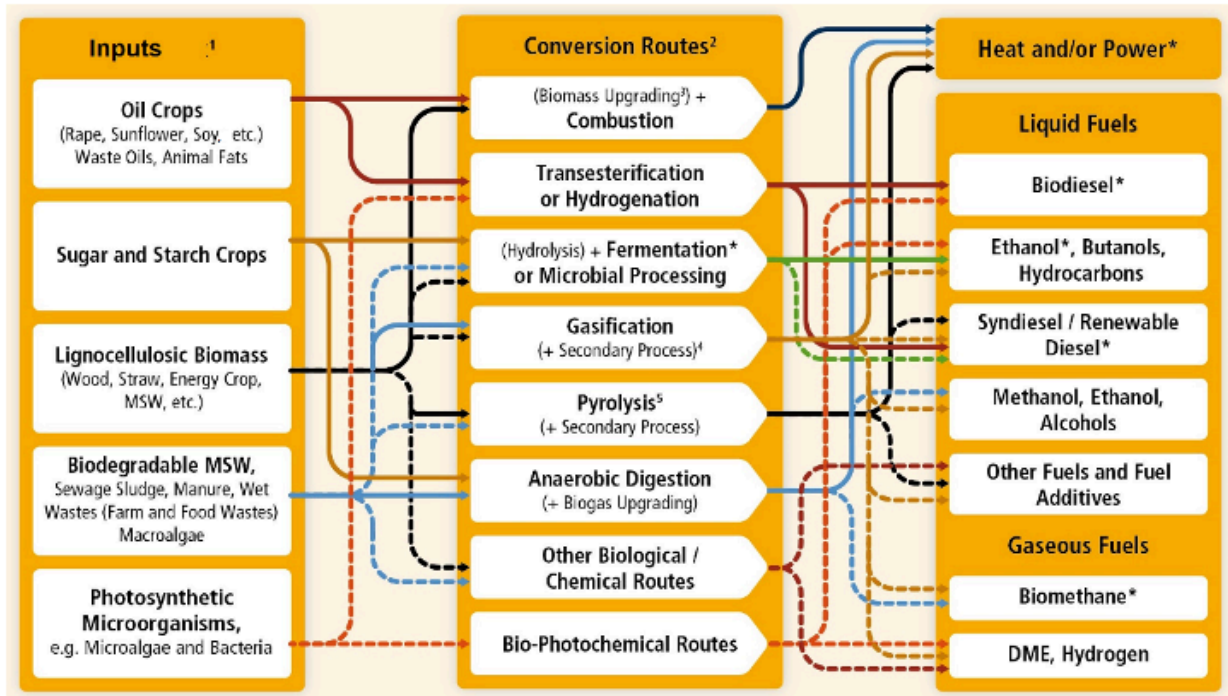 Inputs :1
Oil Crops
(Rape, Sunflower, Soy, etc.)
Waste Oils, Animal Fats
Sugar and Starch Crops
Lignocellulosic Biomass
(Wood, Straw, Energy Crop,
MSW, etc.)
Biodegradable MSW,
Sewage Sludge, Manure, Wet
Wastes (Farm and Food Wastes)
Macroalgae
Photosynthetic
Microorganisms,
e.g. Microalgae and Bacteria
Conversion Routes²
(Biomass Upgrading³) +
Combustion
Transesterification
or Hydrogenation
(Hydrolysis) + Fermentation*
or Microbial Processing
Gasification
(+ Secondary Process)⁴
Pyrolysis⁵
(+ Secondary Process)
Anaerobic Digestion
(+ Biogas Upgrading)
Other Biological /
Chemical Routes
Bio-Photochemical Routes
Heat and/or Power*
Liquid Fuels
Biodiesel*
Ethanol*, Butanols,
Hydrocarbons
Syndiesel / Renewable
Diesel*
Methanol, Ethanol,
Alcohols
Other Fuels and Fuel
Additives
Gaseous Fuels
Biomethane*
DME, Hydrogen